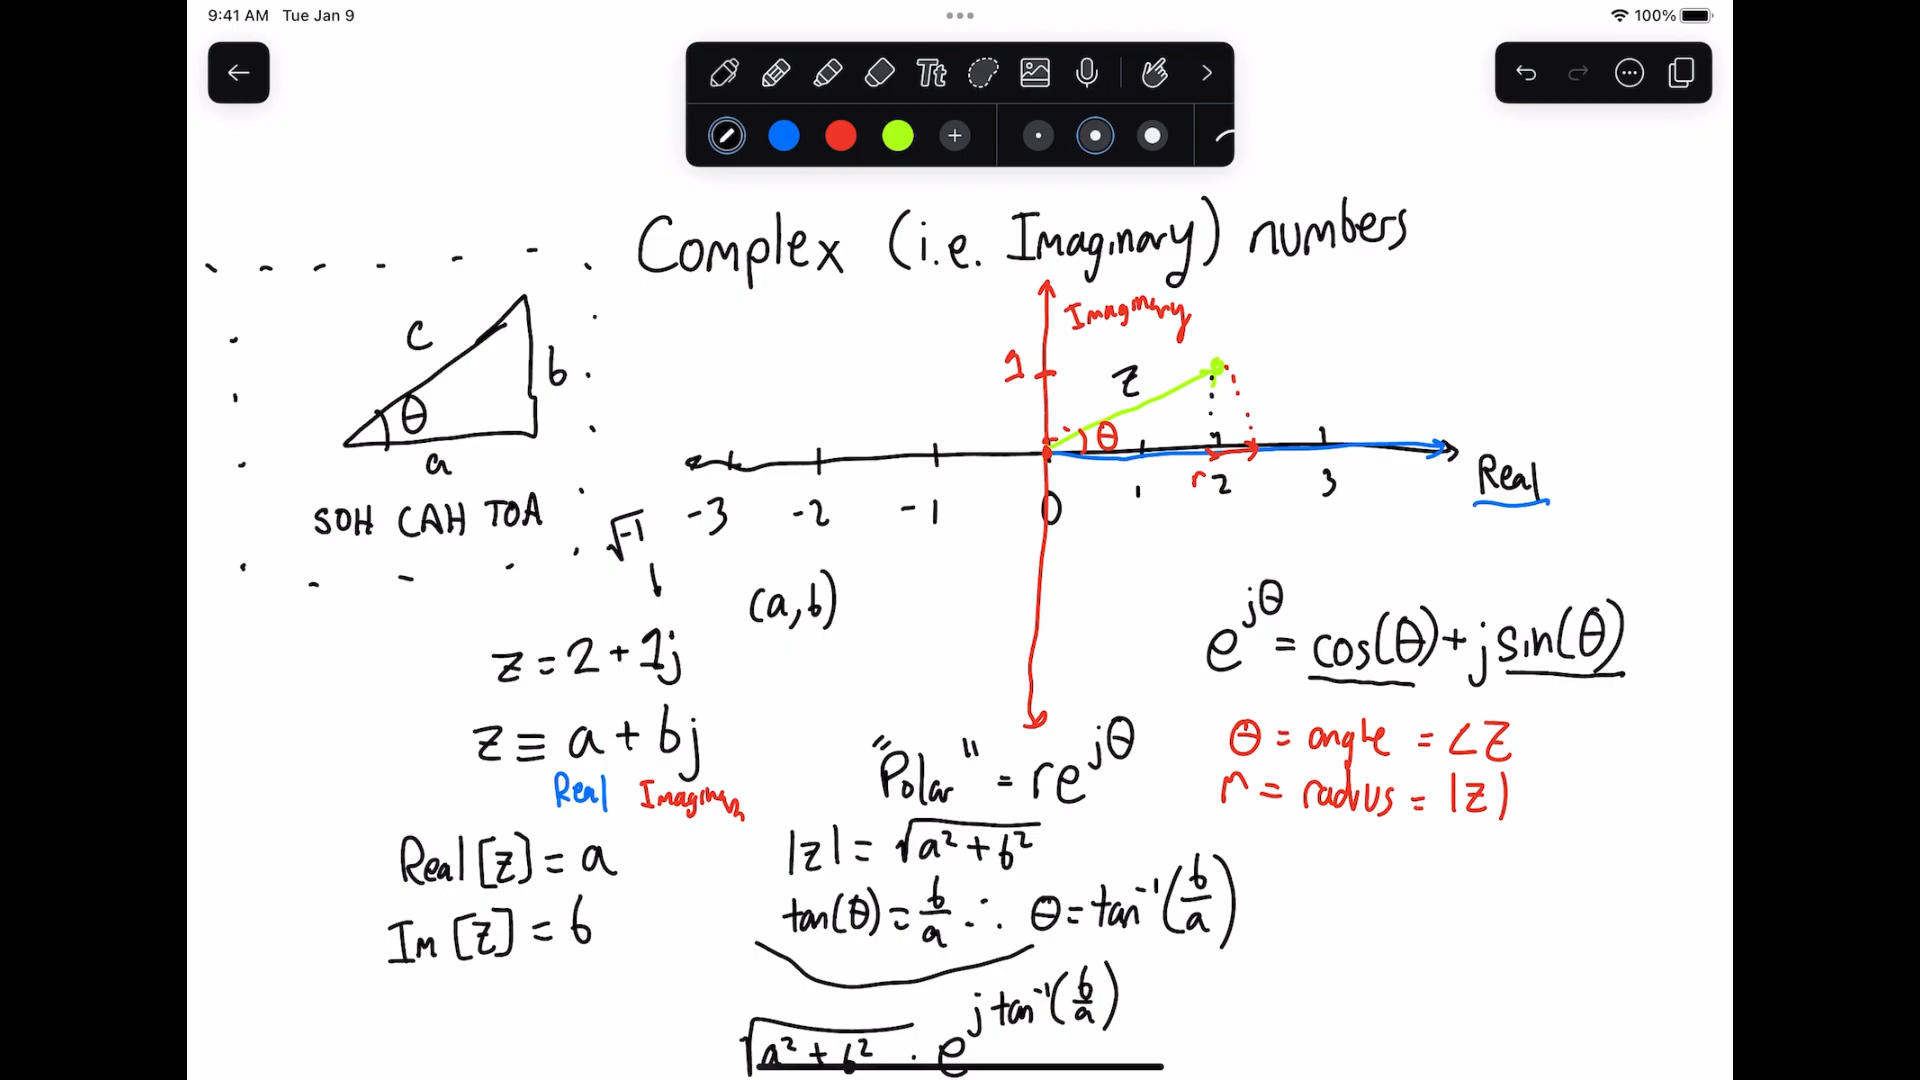 9:41 AM Tue Jan 9
100%
Tt
Complex (i.e. Imaginary) numbers
Imaginary
c
b
θ
a
SOH CAH TOA
1
z
θ
r
-3 -2 -1 0 1 2 3
Real
√-1
(a,b)
z = 2 + 1j
e^jθ = cos(θ) + j sin(θ)
z ≡ a + bj
Real Imaginary
"Polar" = re^jθ
θ = angle = ∠z
r = radius = |z|
Real [z] = a
|z| = √a² + b²
Im [z] = b
tan(θ) = b/a ∴ θ = tan⁻¹(b/a)
√a² + b² · e^j tan⁻¹(b/a)